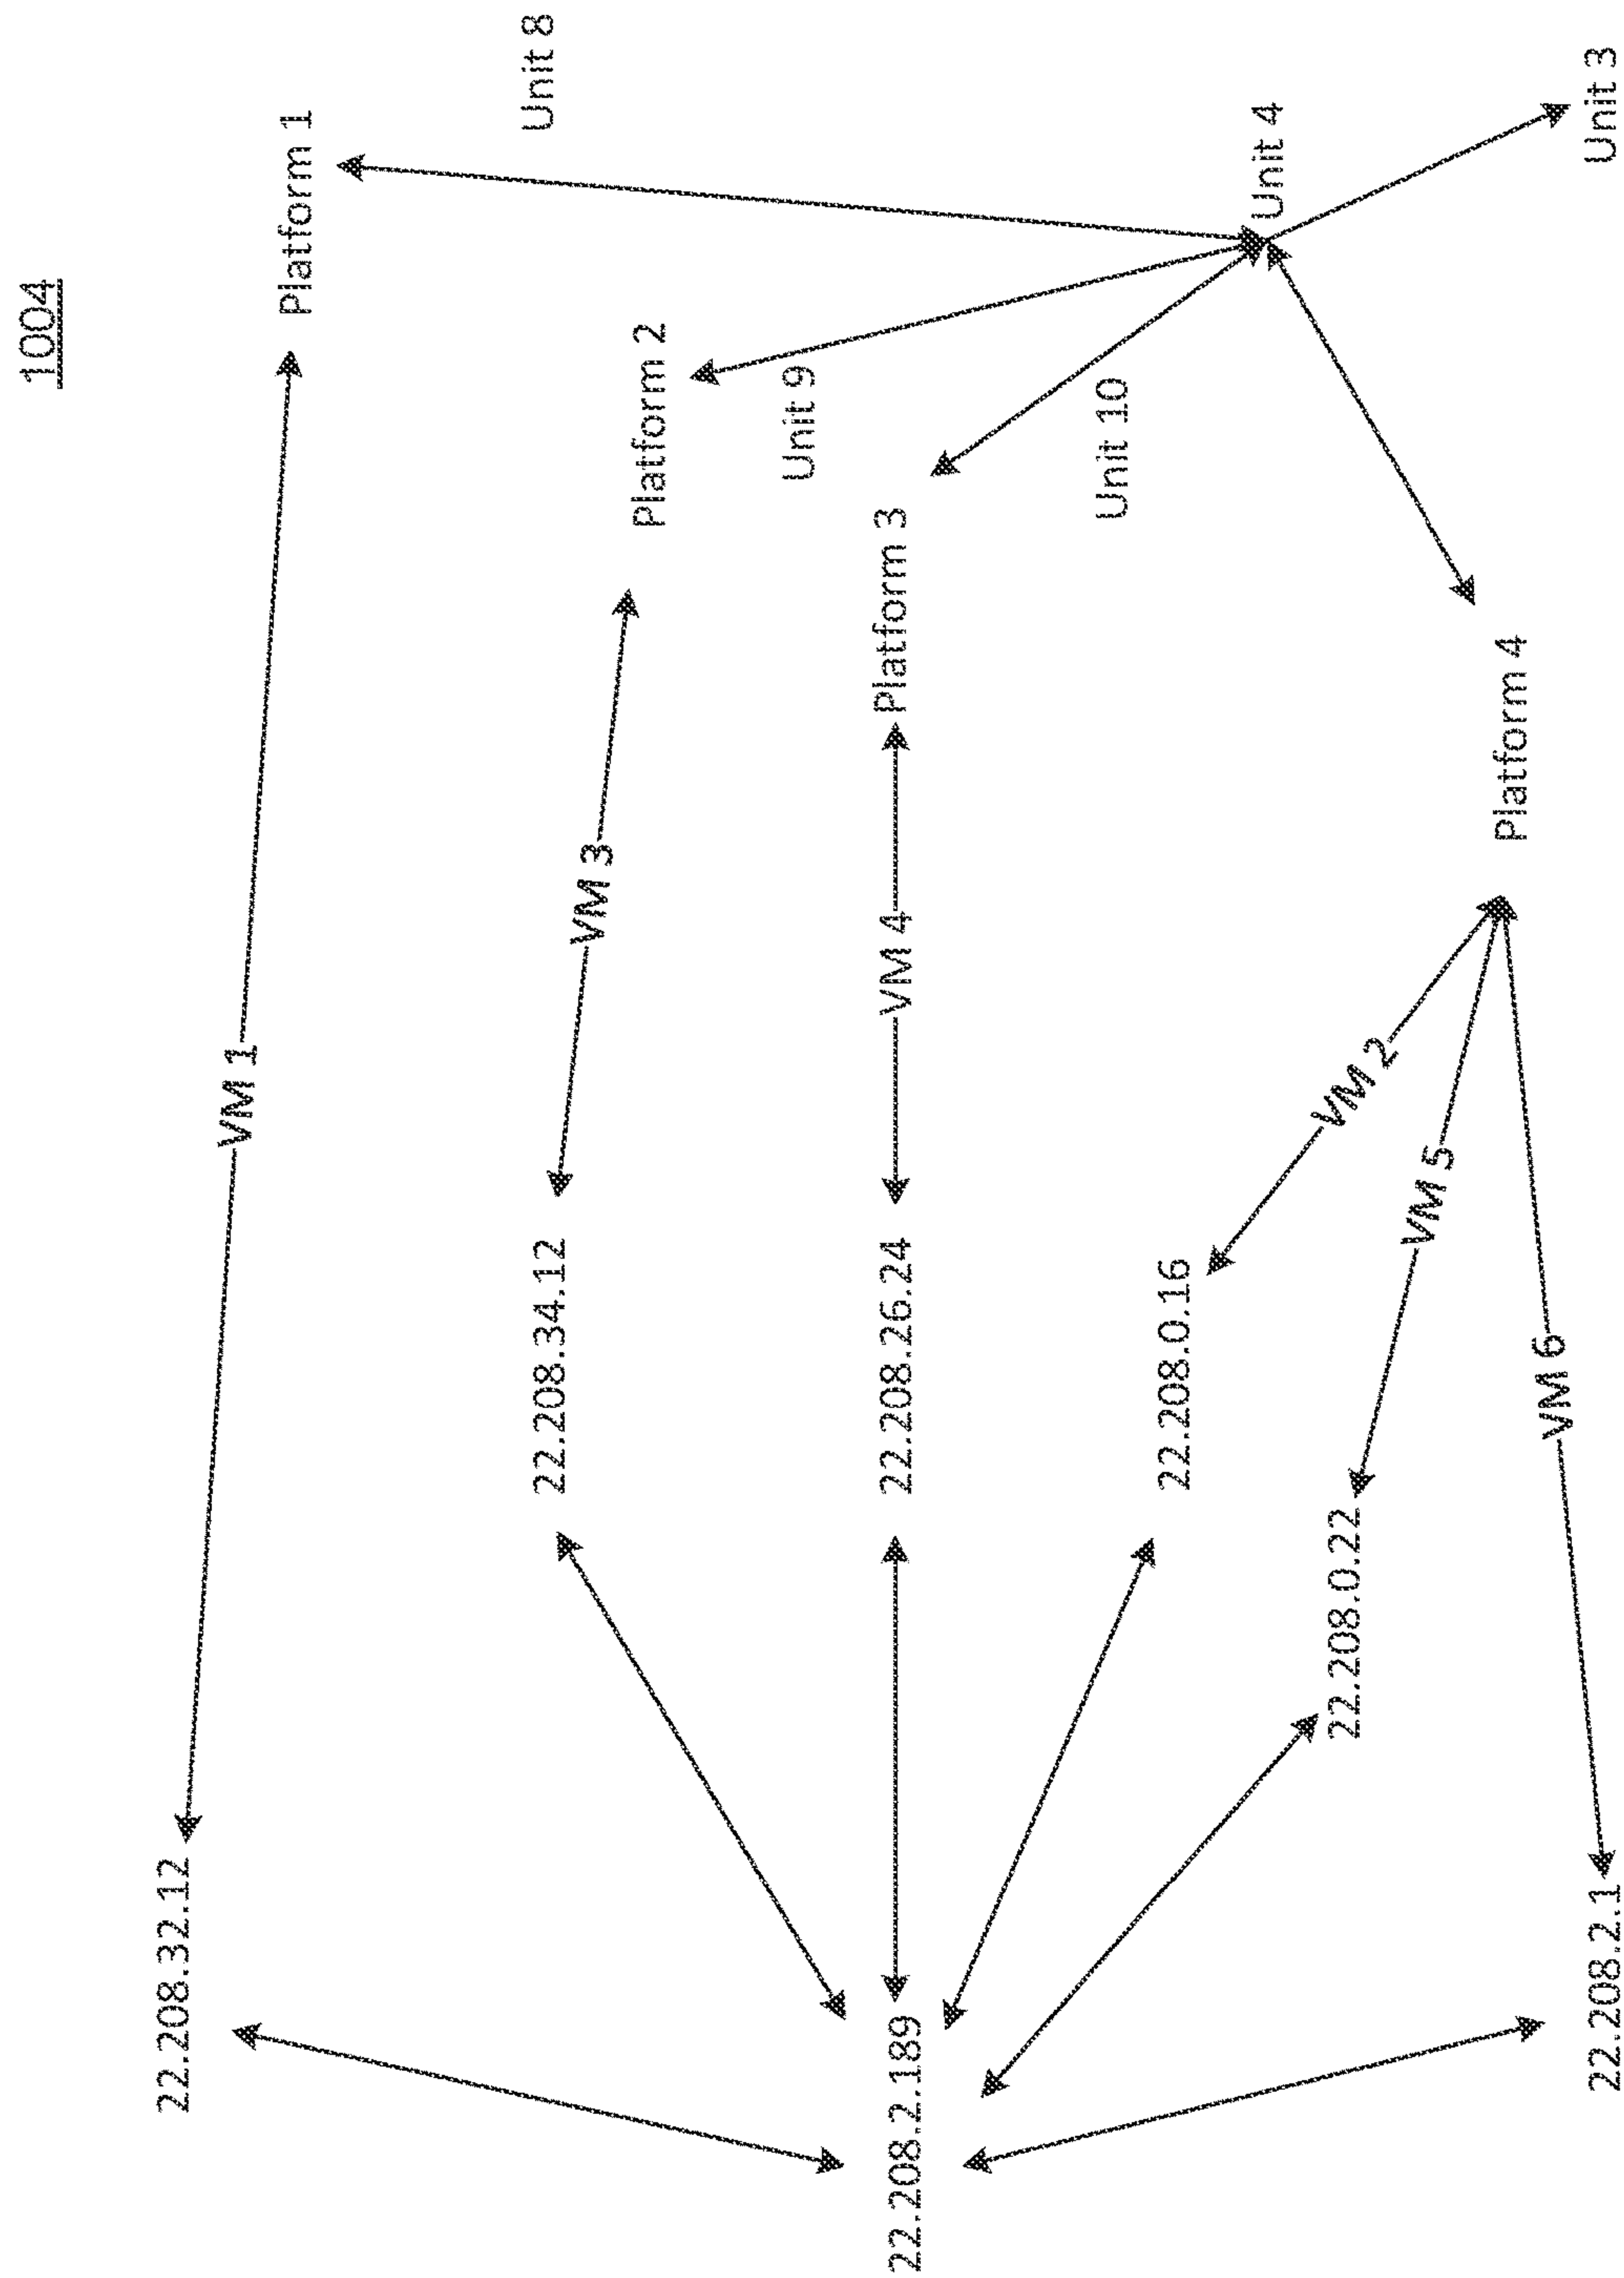 1004
22.208.32.12
VM 1
Platform 1
Unit 8
22.208.34.12
VM 3
Platform 2
Unit 9
22.208.2.189
22.208.26.24
VM 4
Platform 3
Unit 10
22.208.0.16
VM 2
Unit 4
22.208.0.22
VM 5
Platform 4
22.208.2.1
VM 6
Unit 3